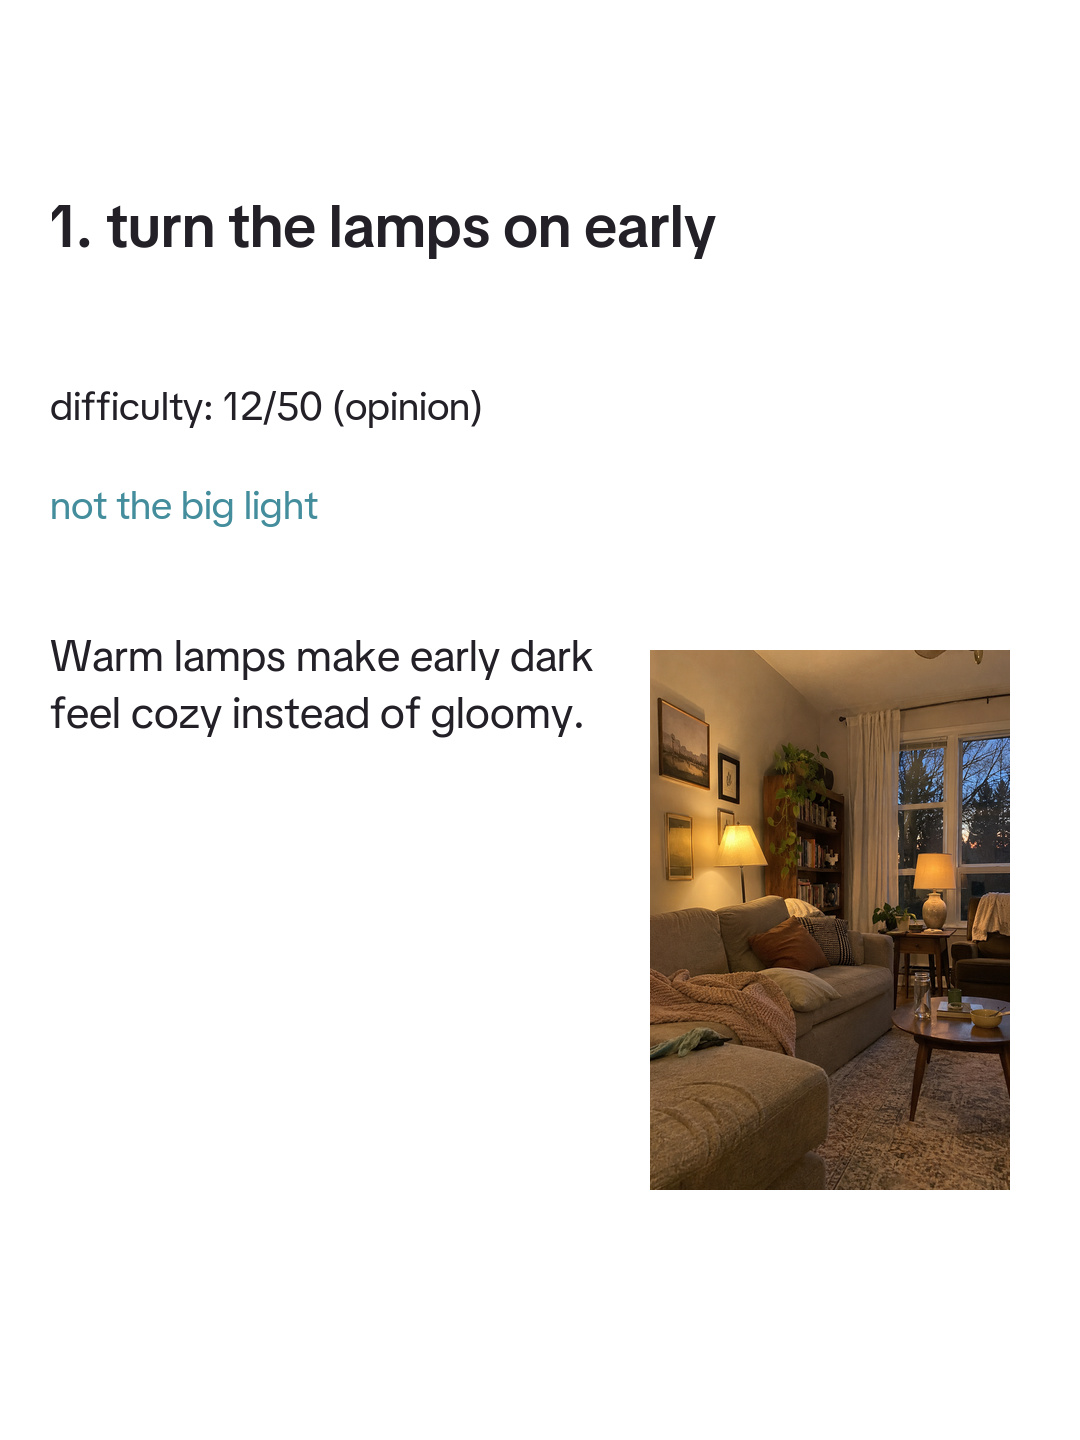 1. turn the lamps on early
difficulty: 12/50 (opinion)
not the big light
Warm lamps make early dark
feel cozy instead of gloomy.